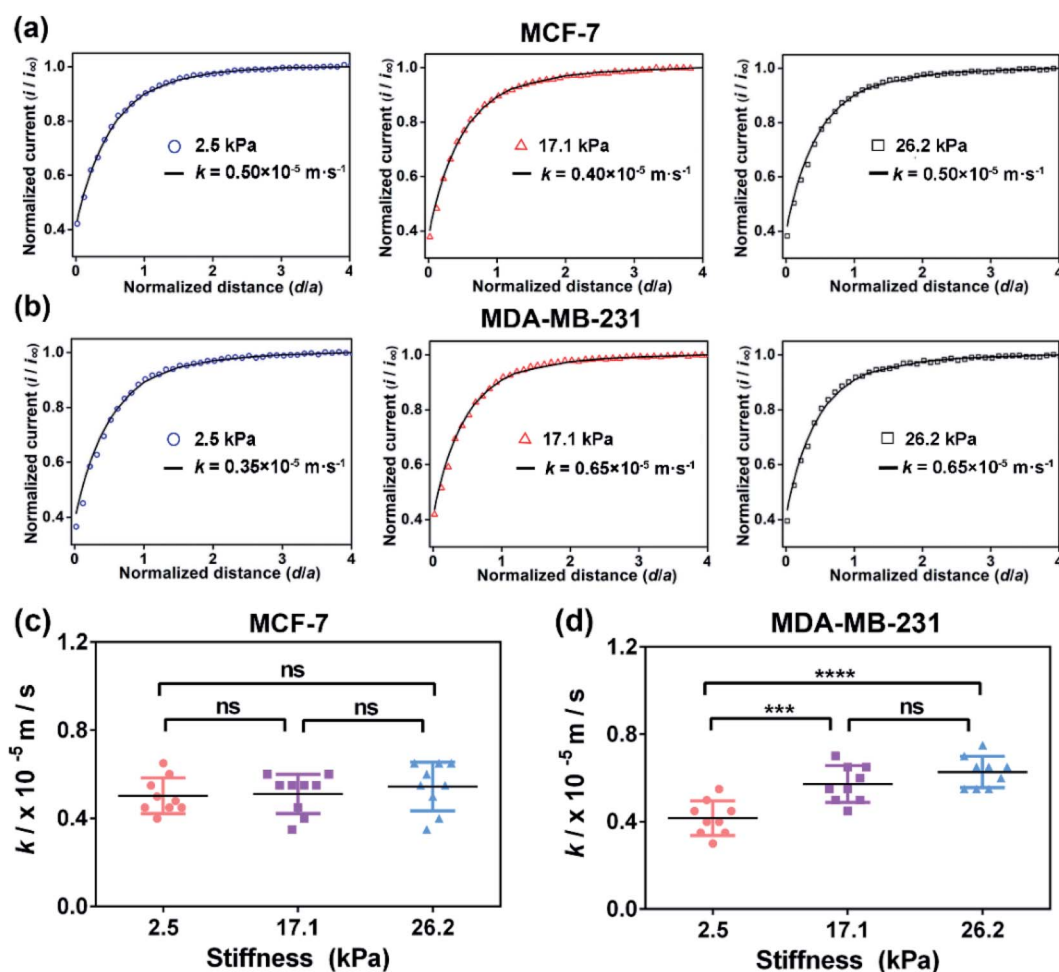 (a)
MCF-7
Normalized current (i / i∞)
1.0
0.8
0.6
0.4
2.5 kPa
k = 0.50×10⁻⁵ m·s⁻¹
0 1 2 3 4
Normalized distance (d/a)
Normalized current (i / i∞)
1.0
0.8
0.6
0.4
17.1 kPa
k = 0.40×10⁻⁵ m·s⁻¹
0 1 2 3 4
Normalized distance (d/a)
Normalized current (i / i∞)
1.0
0.8
0.6
0.4
26.2 kPa
k = 0.50×10⁻⁵ m·s⁻¹
0 1 2 3 4
Normalized distance (d/a)
(b)
MDA-MB-231
Normalized current (i / i∞)
1.0
0.8
0.6
0.4
2.5 kPa
k = 0.35×10⁻⁵ m·s⁻¹
0 1 2 3 4
Normalized distance (d/a)
Normalized current (i / i∞)
1.0
0.8
0.6
0.4
17.1 kPa
k = 0.65×10⁻⁵ m·s⁻¹
0 1 2 3 4
Normalized distance (d/a)
Normalized current (i / i∞)
1.0
0.8
0.6
0.4
26.2 kPa
k = 0.65×10⁻⁵ m·s⁻¹
0 1 2 3 4
Normalized distance (d/a)
(c)
MCF-7
k / x 10 ⁻⁵ m / s
1.2
0.8
0.4
0.0
ns
ns ns
2.5 17.1 26.2
Stiffness (kPa)
(d)
MDA-MB-231
k / x 10 ⁻⁵ m / s
1.2
0.8
0.4
0.0
****
*** ns
2.5 17.1 26.2
Stiffness (kPa)